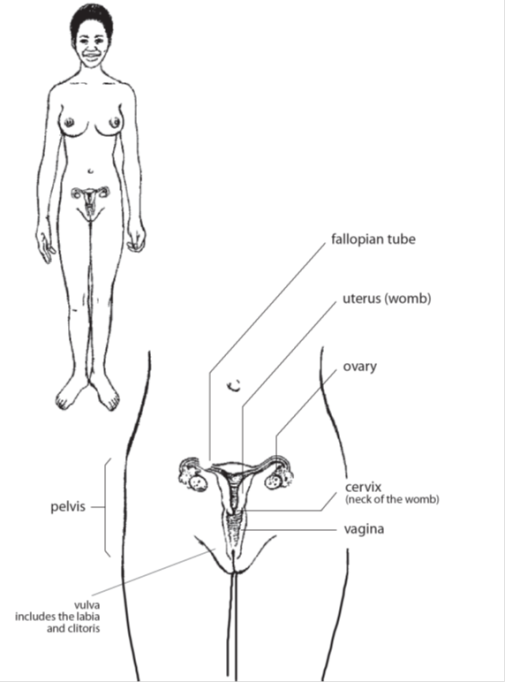 fallopian tube
uterus (womb)
ovary
cervix
(neck of the womb)
pelvis
vagina
vulva
includes the labia
and clitoris